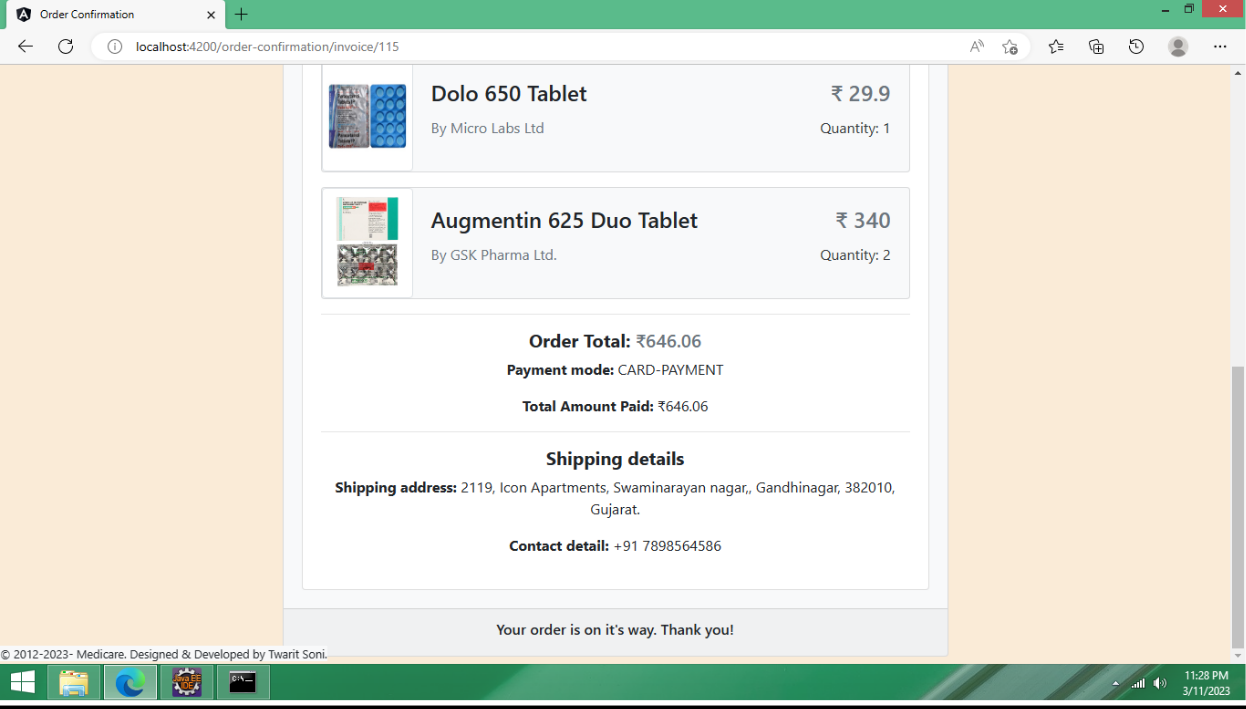 Order Confirmation
localhost:4200/order-confirmation/invoice/115
Dolo 650 Tablet
₹ 29.9
By Micro Labs Ltd
Quantity: 1
Augmentin 625 Duo Tablet
₹ 340
By GSK Pharma Ltd.
Quantity: 2
Order Total: ₹646.06
Payment mode: CARD-PAYMENT
Total Amount Paid: ₹646.06
Shipping details
Shipping address: 2119, Icon Apartments, Swaminarayan nagar,, Gandhinagar, 382010,
Gujarat.
Contact detail: +91 7898564586
Your order is on it's way. Thank you!
© 2012-2023- Medicare. Designed & Developed by Twarit Soni.
Java EE
IDE
C:\._
11:28 PM
3/11/2023